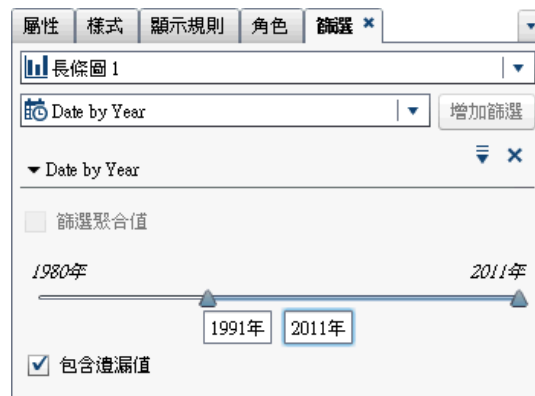 屬性 樣式 顯示規則 角色 篩選
長條圖 1
Date by Year 增加篩選
Date by Year
篩選聚合值
1980年 2011年
1991年 2011年
包含遺漏值